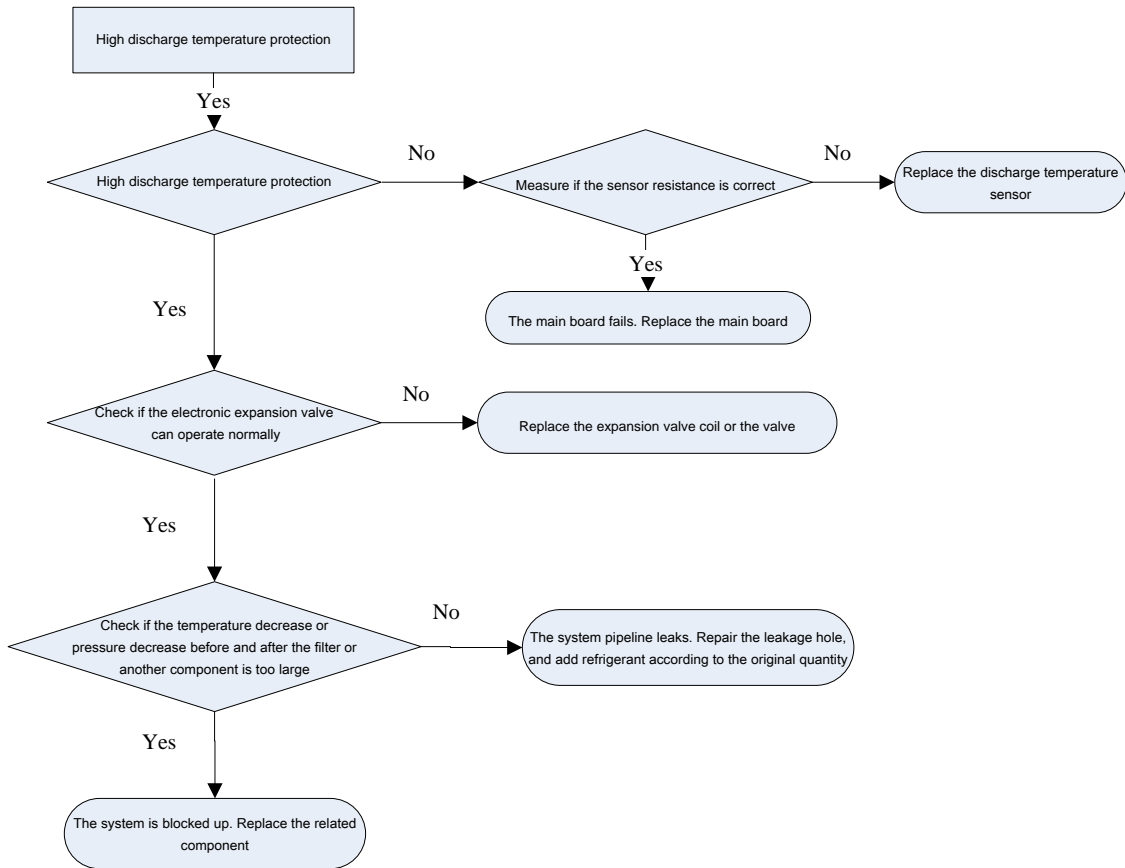 High discharge temperature protection
Yes
High discharge temperature protection
No
Measure if the sensor resistance is correct
No
Replace the discharge temperature
sensor
Yes
The main board fails. Replace the main board
Yes
Check if the electronic expansion valve
can operate normally
No
Replace the expansion valve coil or the valve
Yes
Check if the temperature decrease or
pressure decrease before and after the filter or
another component is too large
No
The system pipeline leaks. Repair the leakage hole,
and add refrigerant according to the original quantity
Yes
The system is blocked up. Replace the related
component